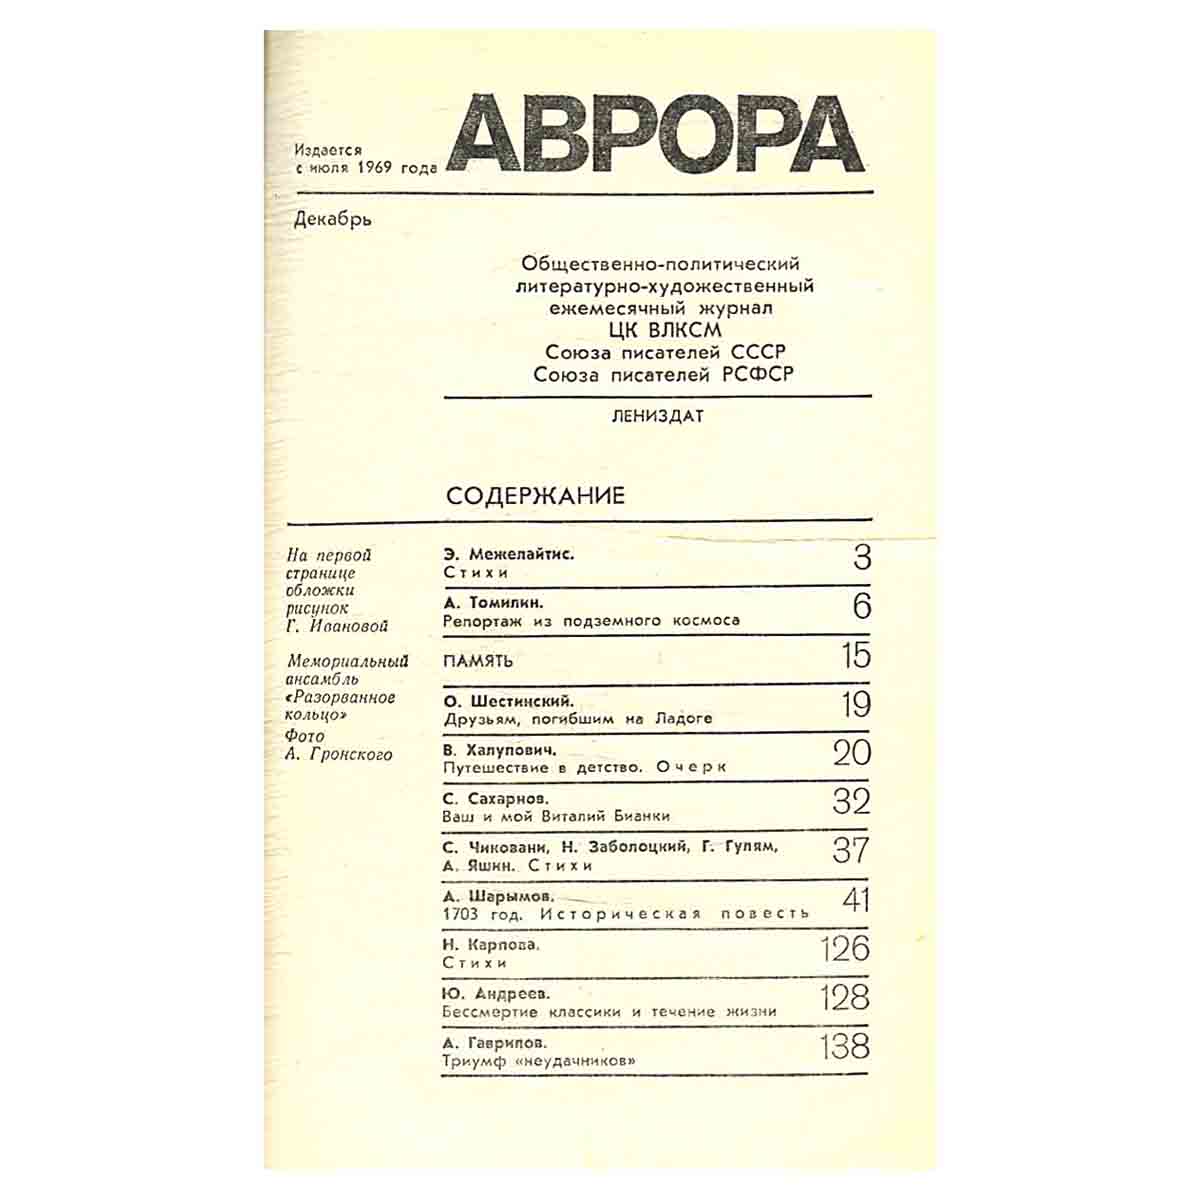 АВРОРА
Издается
с июля 1969 года
Декабрь
Общественно-политический
литературно-художественный
ежемесячный журнал
ЦК ВЛКСМ
Союза писателей СССР
Союза писателей РСФСР
ЛЕНИЗДАТ
СОДЕРЖАНИЕ
На первой
странице
обложки
рисунок
Г. Ивановой
Мемориальный
ансамбль
«Разорванное
кольцо»
Фото
А. Гронского
Э. Межелайтис. 3
Стихи
А. Томилин. 6
Репортаж из подземного космоса
ПАМЯТЬ 15
О. Шестинский. 19
Друзьям, погибшим на Ладоге
В. Халупович. 20
Путешествие в детство. Очерк
С. Сахарнов. 32
Ваш и мой Виталий Бианки
С. Чиковани, Н. Заболоцкий, Г. Гулям, 37
А. Яшин. Стихи
А. Шарымов. 41
1703 год. Историческая повесть
Н. Карпова. 126
Стихи
Ю. Андреев. 128
Бессмертие классики и течение жизни
А. Гаврилов. 138
Триумф «неудачников»